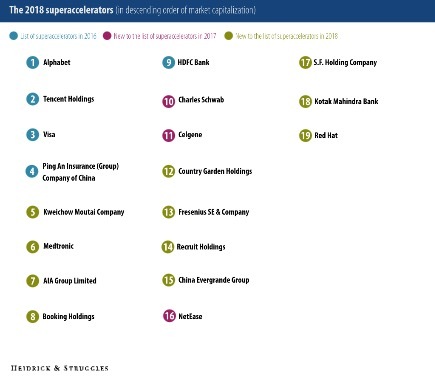 The 2018 superaccelerators (in descending order of market capitalization)
List of superaccelerators in 2016 New to the list of superaccelerators in 2017 New to the list of superaccelerators in 2018
1 Alphabet
2 Tencent Holdings
3 Visa
4 Ping An Insurance (Group)
Company of China
5 Kweichow Moutai Company
6 Medtronic
7 AIA Group Limited
8 Booking Holdings
9 HDFC Bank
10 Charles Schwab
11 Celgene
12 Country Garden Holdings
13 Fresenius SE & Company
14 Recruit Holdings
15 China Evergrande Group
16 NetEase
17 S.F. Holding Company
18 Kotak Mahindra Bank
19 Red Hat
HEIDRICK & STRUGGLES